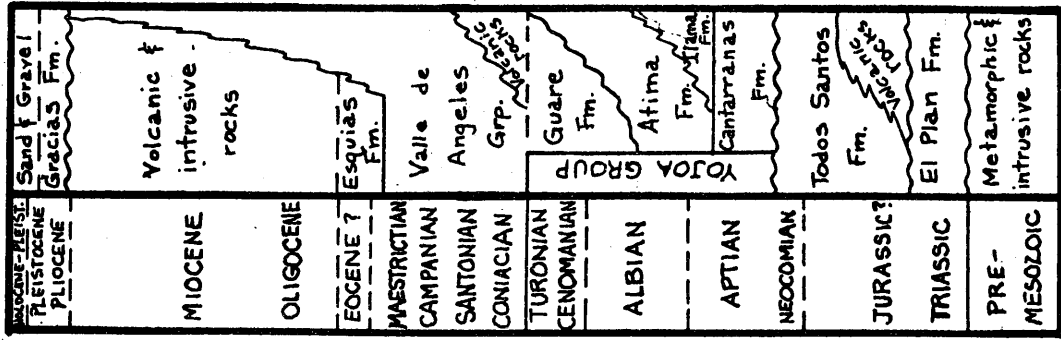 HOLOCENE-PLEIST.
PLEISTOCENE
PLIOCENE
MIOCENE
OLIGOCENE
EOCENE ?
MAESTRICTIAN
CAMPANIAN
SANTONIAN
CONIACIAN
TURONIAN
CENOMANIAN
ALBIAN
APTIAN
NEOCOMIAN
JURASSIC?
TRIASSIC
PRE-
MESOZOIC
Sand & Gravel
Gracias Fm.
Volcanic &
intrusive
rocks
Esquias
Fm.
Valle de
Angeles
Grp.
Volcanic
rocks
YOJOA GROUP
Guare
Fm.
Atima
Fm.
Ilama
Fm.
Cantarranas
Fm.
Todos Santos
Fm.
Volcanic
rocks
El Plan Fm.
Metamorphic &
intrusive rocks